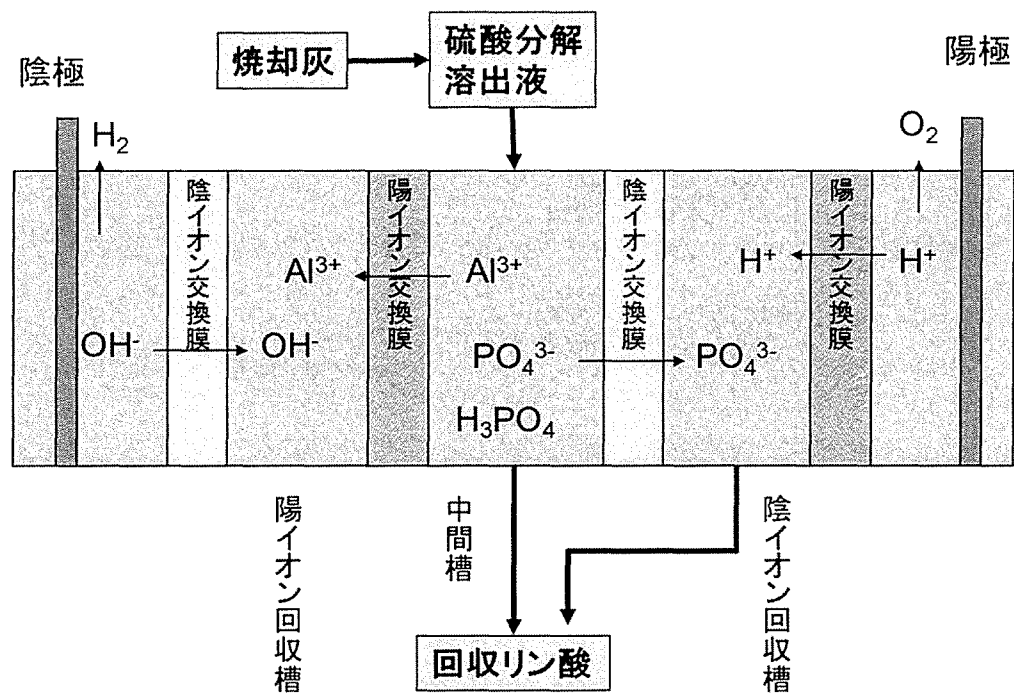 焼却灰
硫酸分解
溶出液
陰極
陽極
H₂
O₂
陰イオン交換膜
陽イオン交換膜
陰イオン交換膜
陽イオン交換膜
Al³⁺
Al³⁺
H⁺
H⁺
OH⁻
OH⁻
PO₄³⁻
PO₄³⁻
H₃PO₄
陽イオン回収槽
中間槽
陰イオン回収槽
回収リン酸